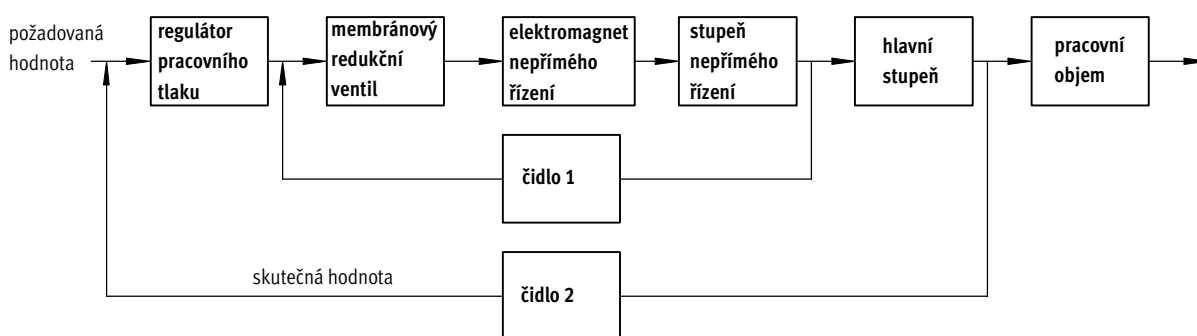 požadovaná
hodnota
regulátor
pracovního
tlaku
membránový
redukční
ventil
elektromagnet
nepřímého
řízení
stupeň
nepřímého
řízení
hlavní
stupeň
pracovní
objem
čidlo 1
skutečná hodnota
čidlo 2